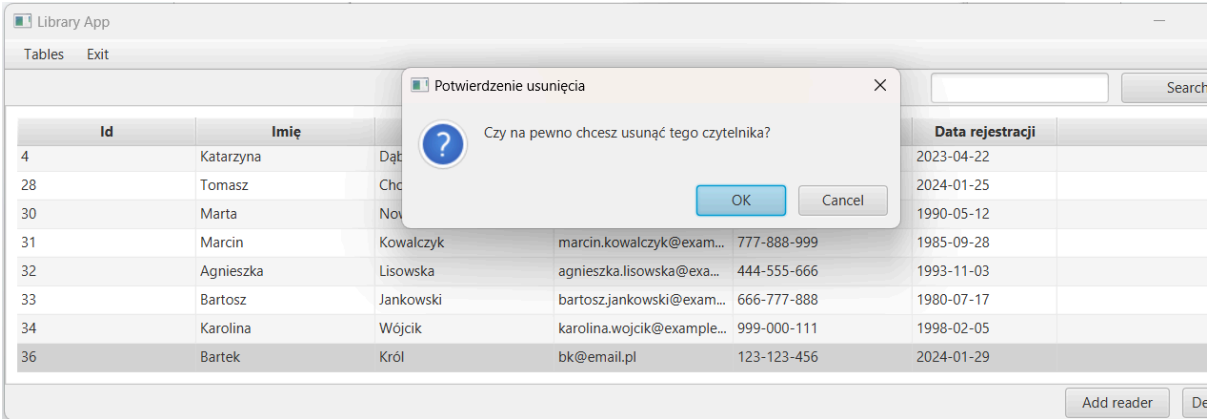 Library App
Tables Exit
Potwierdzenie usunięcia
Search
Czy na pewno chcesz usunąć tego czytelnika?
OK Cancel
Id Imię Data rejestracji
4 Katarzyna 2023-04-22
28 Tomasz 2024-01-25
30 Marta 1990-05-12
31 Marcin Kowalczyk marcin.kowalczyk@exam... 777-888-999 1985-09-28
32 Agnieszka Lisowska agnieszka.lisowska@exa... 444-555-666 1993-11-03
33 Bartosz Jankowski bartosz.jankowski@exam... 666-777-888 1980-07-17
34 Karolina Wójcik karolina.wojcik@example... 999-000-111 1998-02-05
36 Bartek Król bk@email.pl 123-123-456 2024-01-29
Add reader